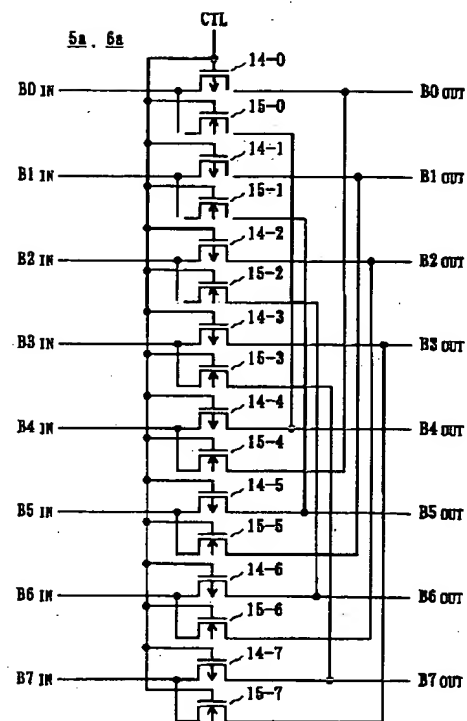 5a, 6a
CTL
14-0
B0 IN
B0 OUT
15-0
14-1
B1 IN
B1 OUT
15-1
14-2
B2 IN
B2 OUT
15-2
14-3
B3 IN
B3 OUT
15-3
14-4
B4 IN
B4 OUT
15-4
14-5
B5 IN
B5 OUT
15-5
14-6
B6 IN
B6 OUT
15-6
14-7
B7 IN
B7 OUT
15-7